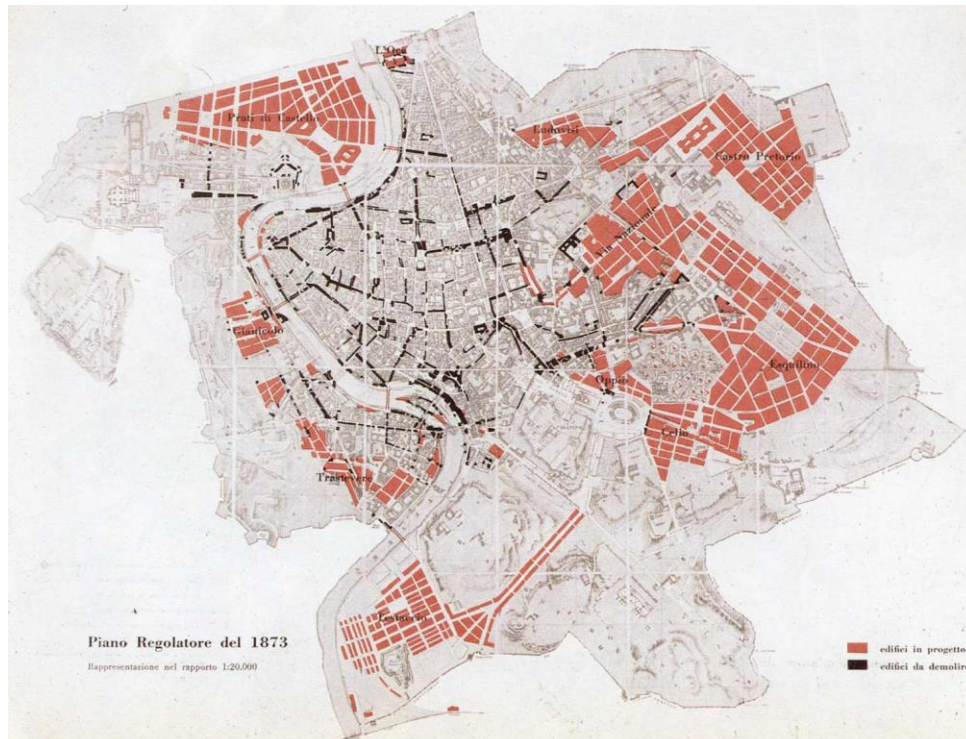 L'Oca
Prati di Castello
Ludovisi
Castro Pretorio
Via Nazionale
Gianicolo
Oppio
Esquilino
Celio
Trastevere
Testaccio
Piano Regolatore del 1873
Rappresentazione nel rapporto 1:20.000
edifici in progetto
edifici da demolire